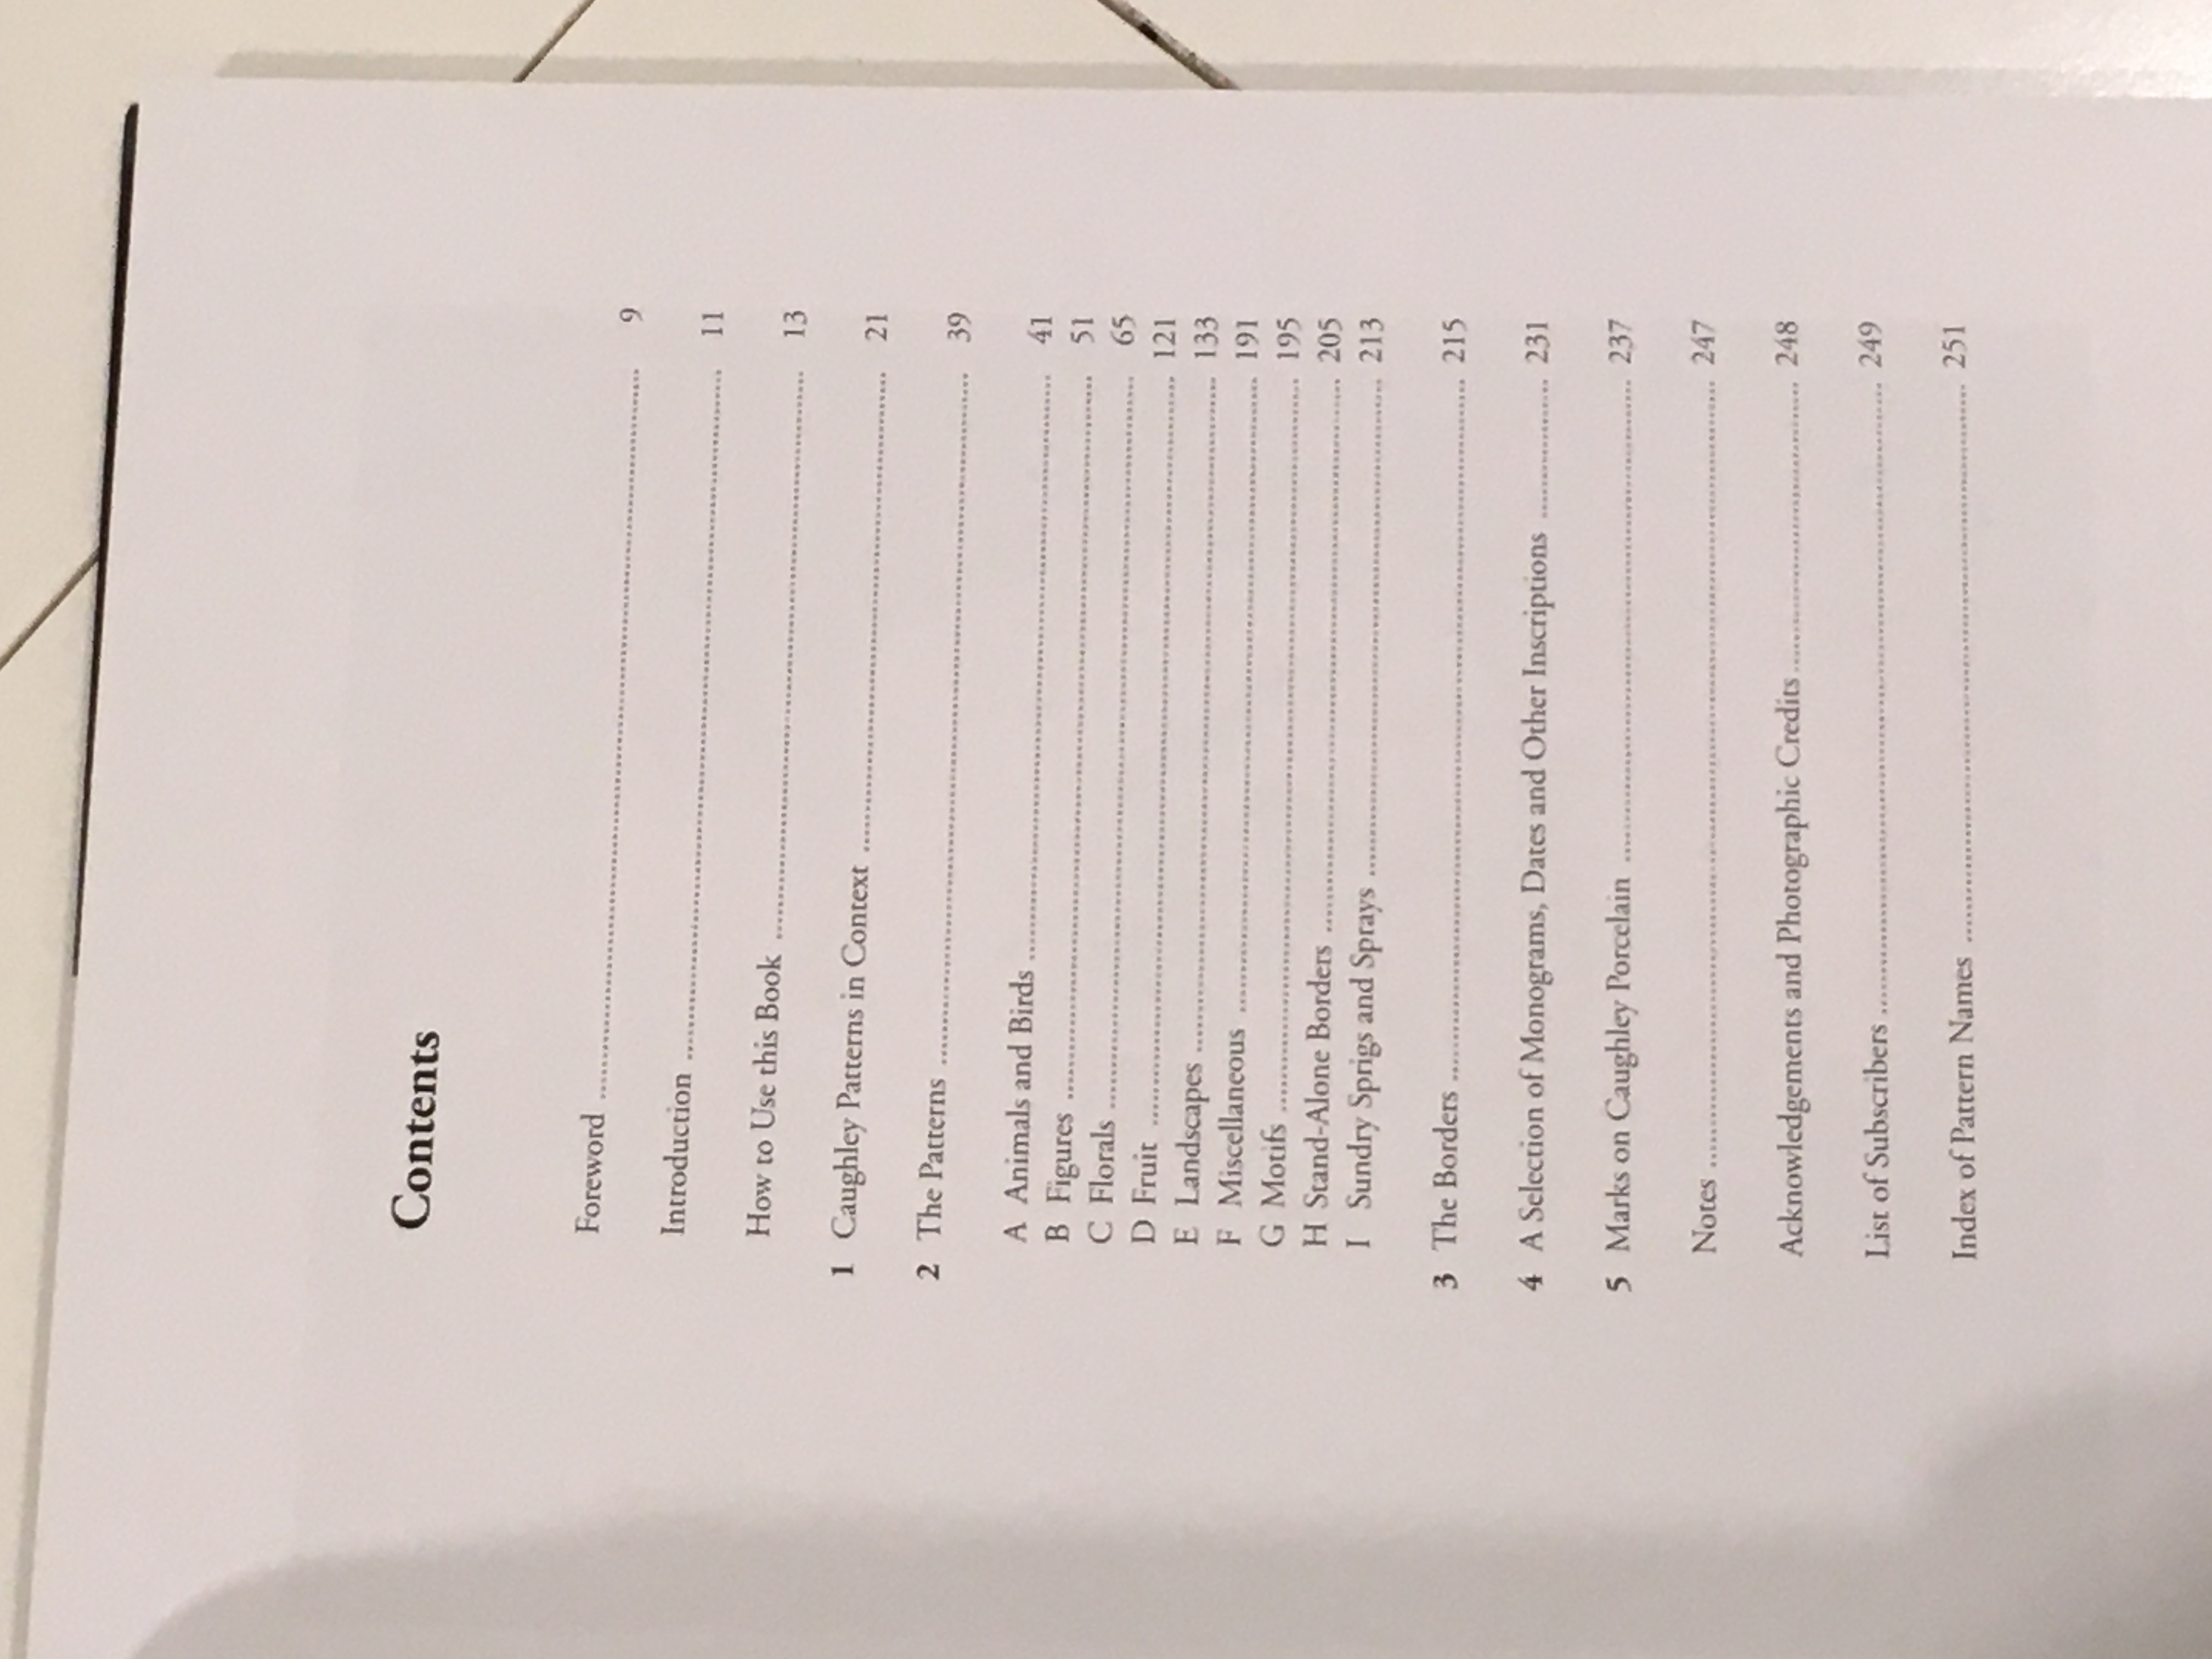 Contents
Foreword ........ 9
Introduction ........ 11
How to Use this Book ........ 13
1 Caughley Patterns in Context ........ 21
2 The Patterns ........ 39
A Animals and Birds ........ 41
B Figures ........ 51
C Florals ........ 65
D Fruit ........ 121
E Landscapes ........ 133
F Miscellaneous ........ 191
G Motifs ........ 195
H Stand-Alone Borders ........ 205
I Sundry Sprigs and Sprays ........ 213
3 The Borders ........ 215
4 A Selection of Monograms, Dates and Other Inscriptions ........ 231
5 Marks on Caughley Porcelain ........ 237
Notes ........ 247
Acknowledgements and Photographic Credits ........ 248
List of Subscribers ........ 249
Index of Pattern Names ........ 251